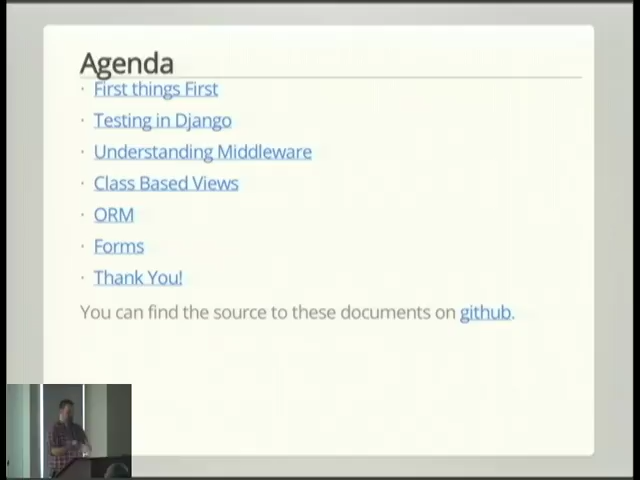 Agenda
· First things First
· Testing in Django
· Understanding Middleware
· Class Based Views
· ORM
· Forms
· Thank You!
You can find the source to these documents on github.